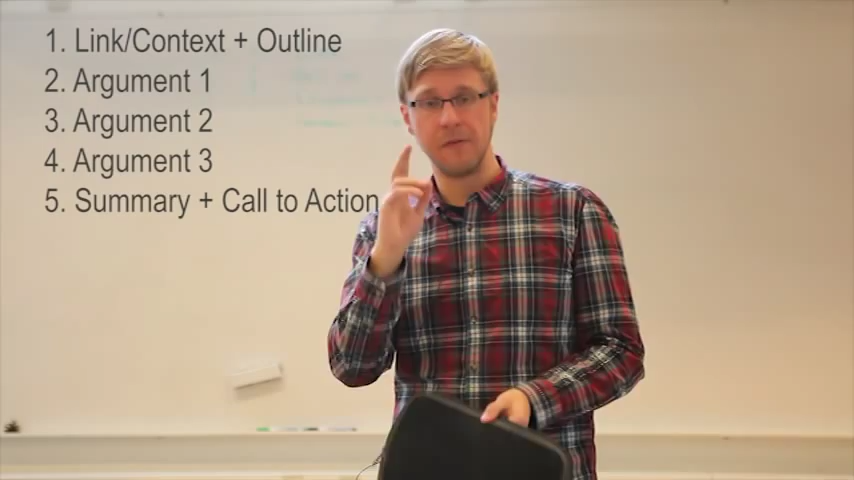 1. Link/Context + Outline
2. Argument 1
3. Argument 2
4. Argument 3
5. Summary + Call to Action